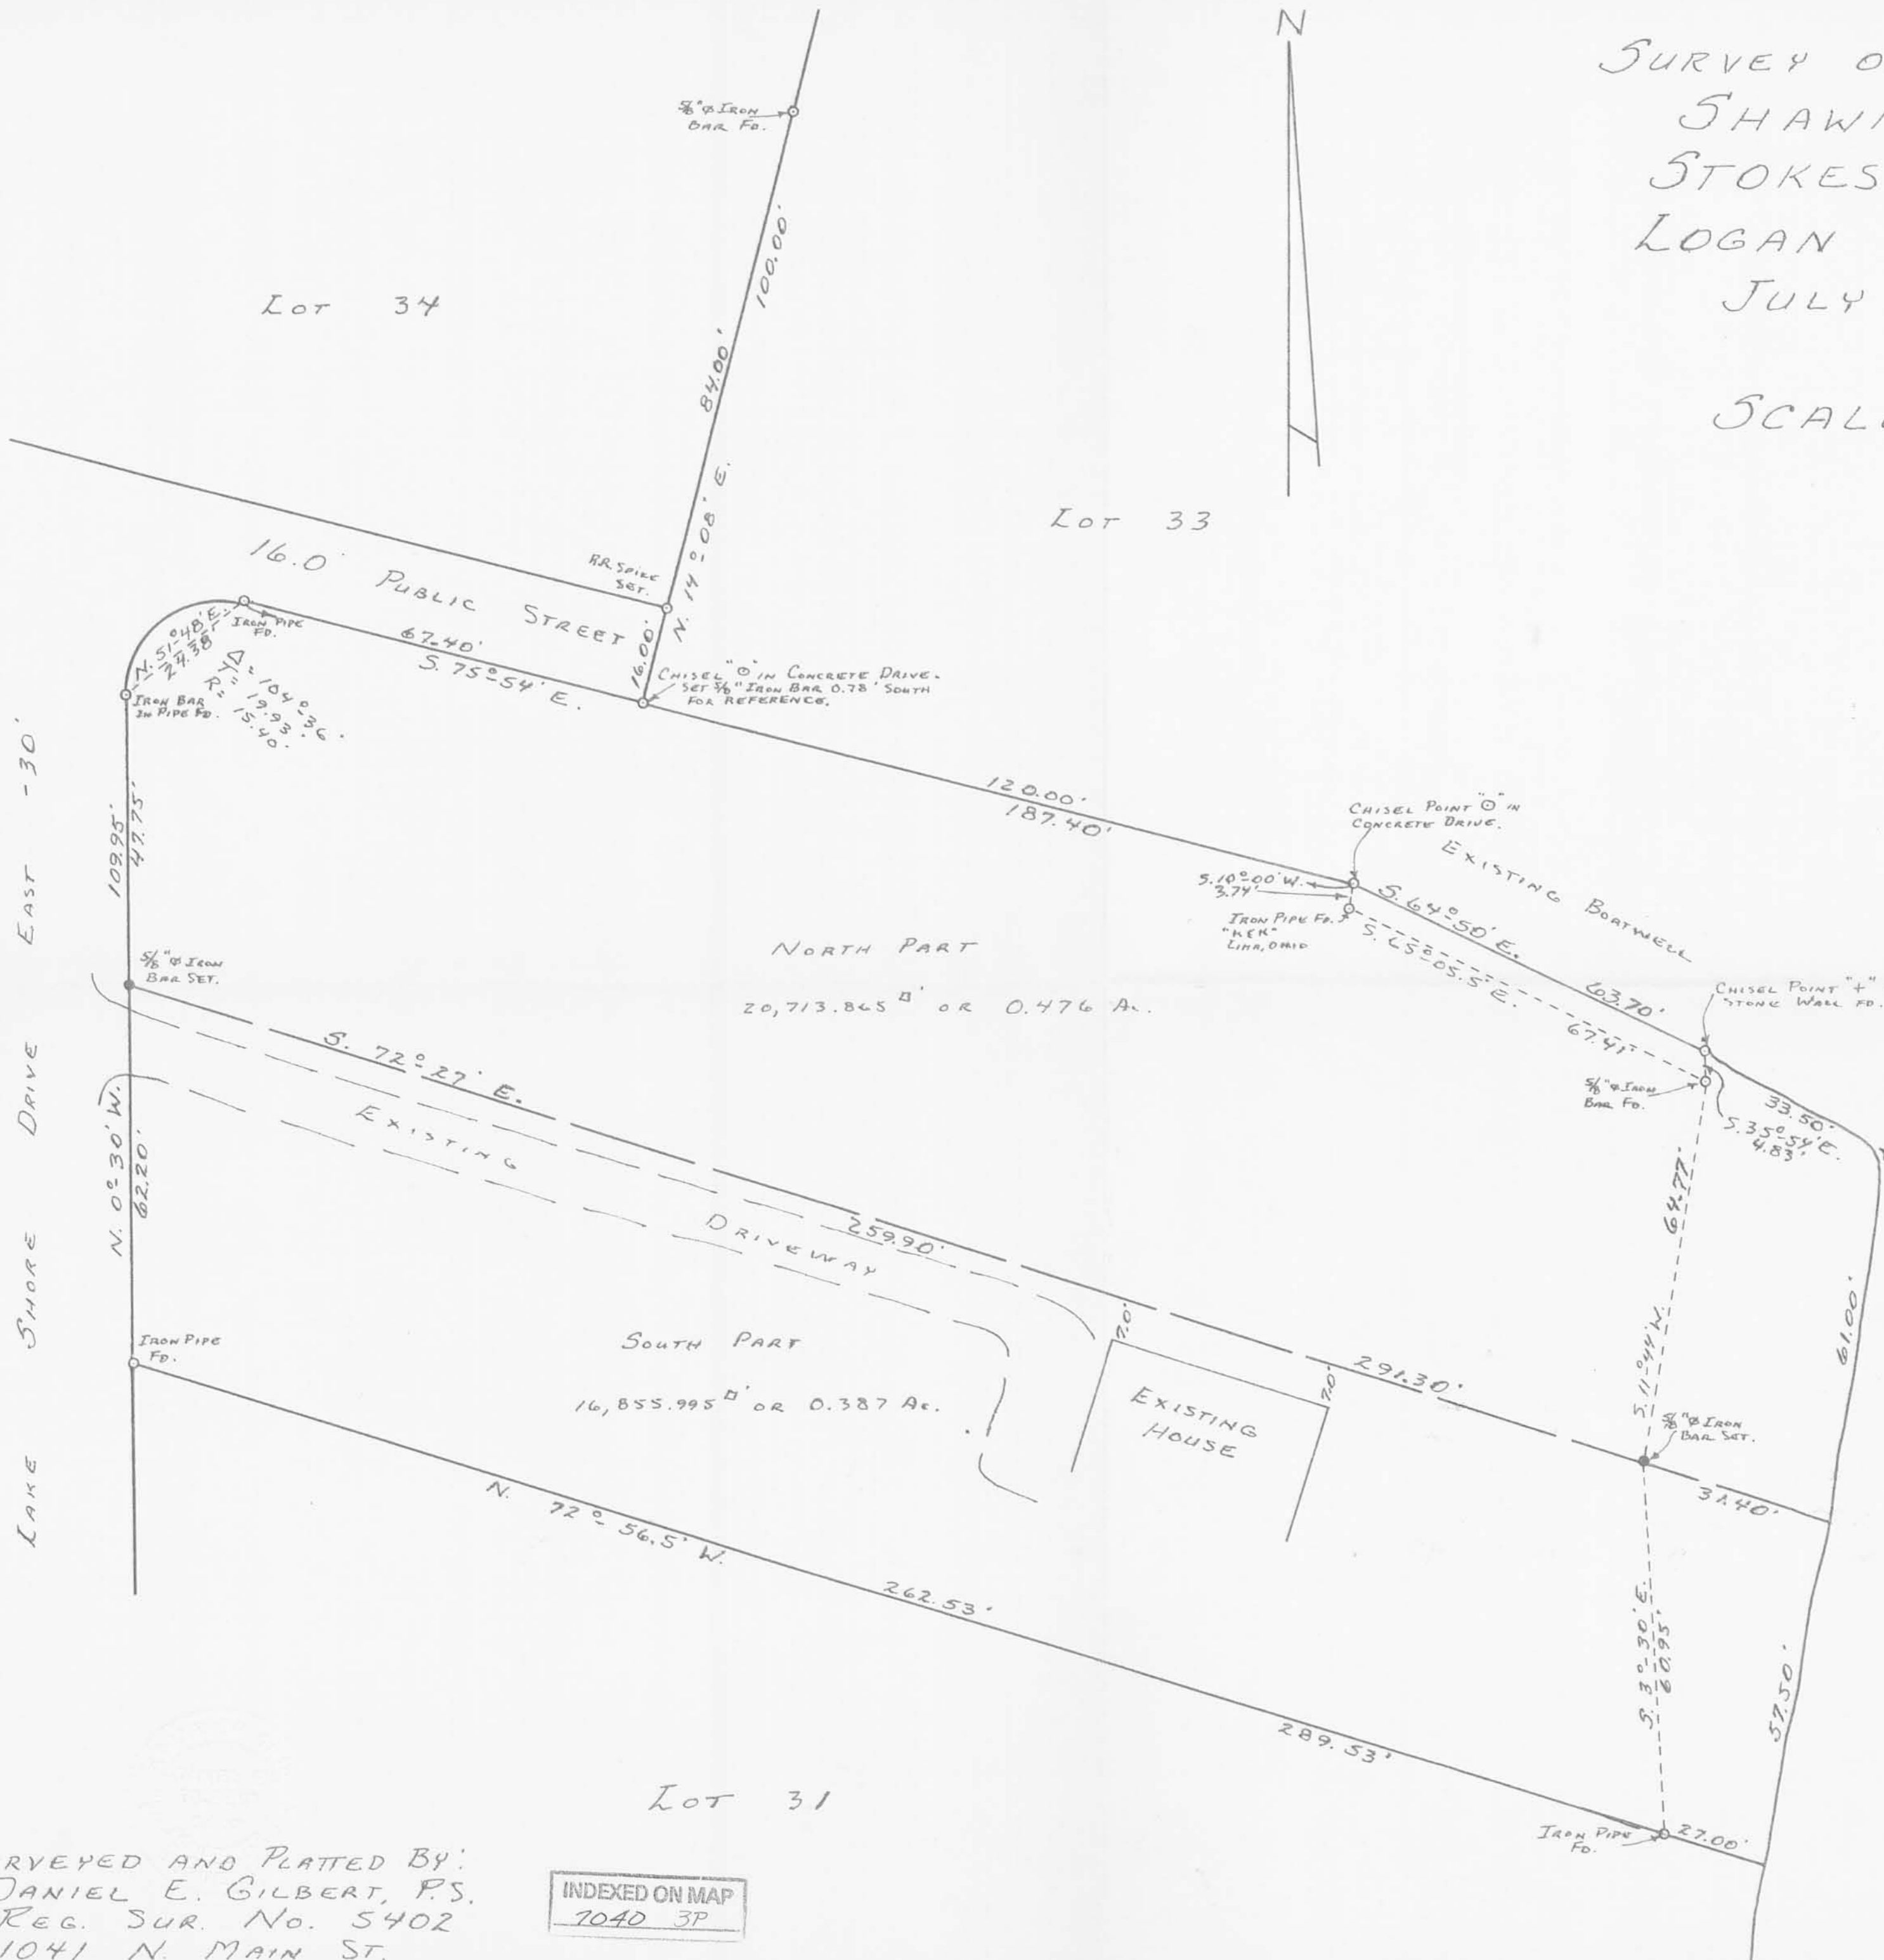 N
SURVEY O
SHAWN
STOKES
LOGAN
JULY
SCAL
5/8" Φ IRON
BAR FD.
100.00'
LOT 34
84.00'
N. 14°-08' E.
LOT 33
16.0' PUBLIC STREET
R.R. SPIKE
SET.
16.00'
IRON PIPE
FD.
67.40'
S. 75°-54' E.
N. 51°-48' E.
24.38'
Δ = 104°-36'
R = 15.40'
19.93'
IRON BAR
IN PIPE FD.
CHISEL "⊙" IN CONCRETE DRIVE.
SET 5/8" IRON BAR 0.78' SOUTH
FOR REFERENCE.
120.00'
187.40'
CHISEL POINT "⊙" IN
CONCRETE DRIVE.
EXISTING BOATWELL
S. 10°-00' W.
3.74'
IRON PIPE FD.
"KEK"
LIMA, OHIO
S. 64°-50' E.
63.70'
S. 65°-05.5' E.
67.41'
CHISEL POINT "+"
STONE WALL FD.
5/8" Φ IRON
BAR FD.
33.50'
S. 35°-54' E.
4.83'
LAKE SHORE DRIVE EAST - 30'
109.95'
47.75'
5/8" Φ IRON
BAR SET.
NORTH PART
20,713.865 □' OR 0.476 AC.
S. 72°-27' E.
EXISTING DRIVEWAY
259.90'
N. 0°-30' W.
62.20'
64.77'
S. 11°-44' W.
61.00'
IRON PIPE
FD.
SOUTH PART
16,855.995 □' OR 0.387 AC.
7.0'
7.0'
291.30'
EXISTING
HOUSE
5/8" Φ IRON
BAR SET.
31.40'
N. 72°-56.5' W.
262.53'
S. 3°-30' E.
60.95'
57.50'
289.53'
IRON PIPE
FD.
27.00'
LOT 31
RVEYED AND PLATTED BY:
DANIEL E. GILBERT, P.S.
REG. SUR. NO. 5402
1041 N. MAIN ST.
INDEXED ON MAP
7040 3P